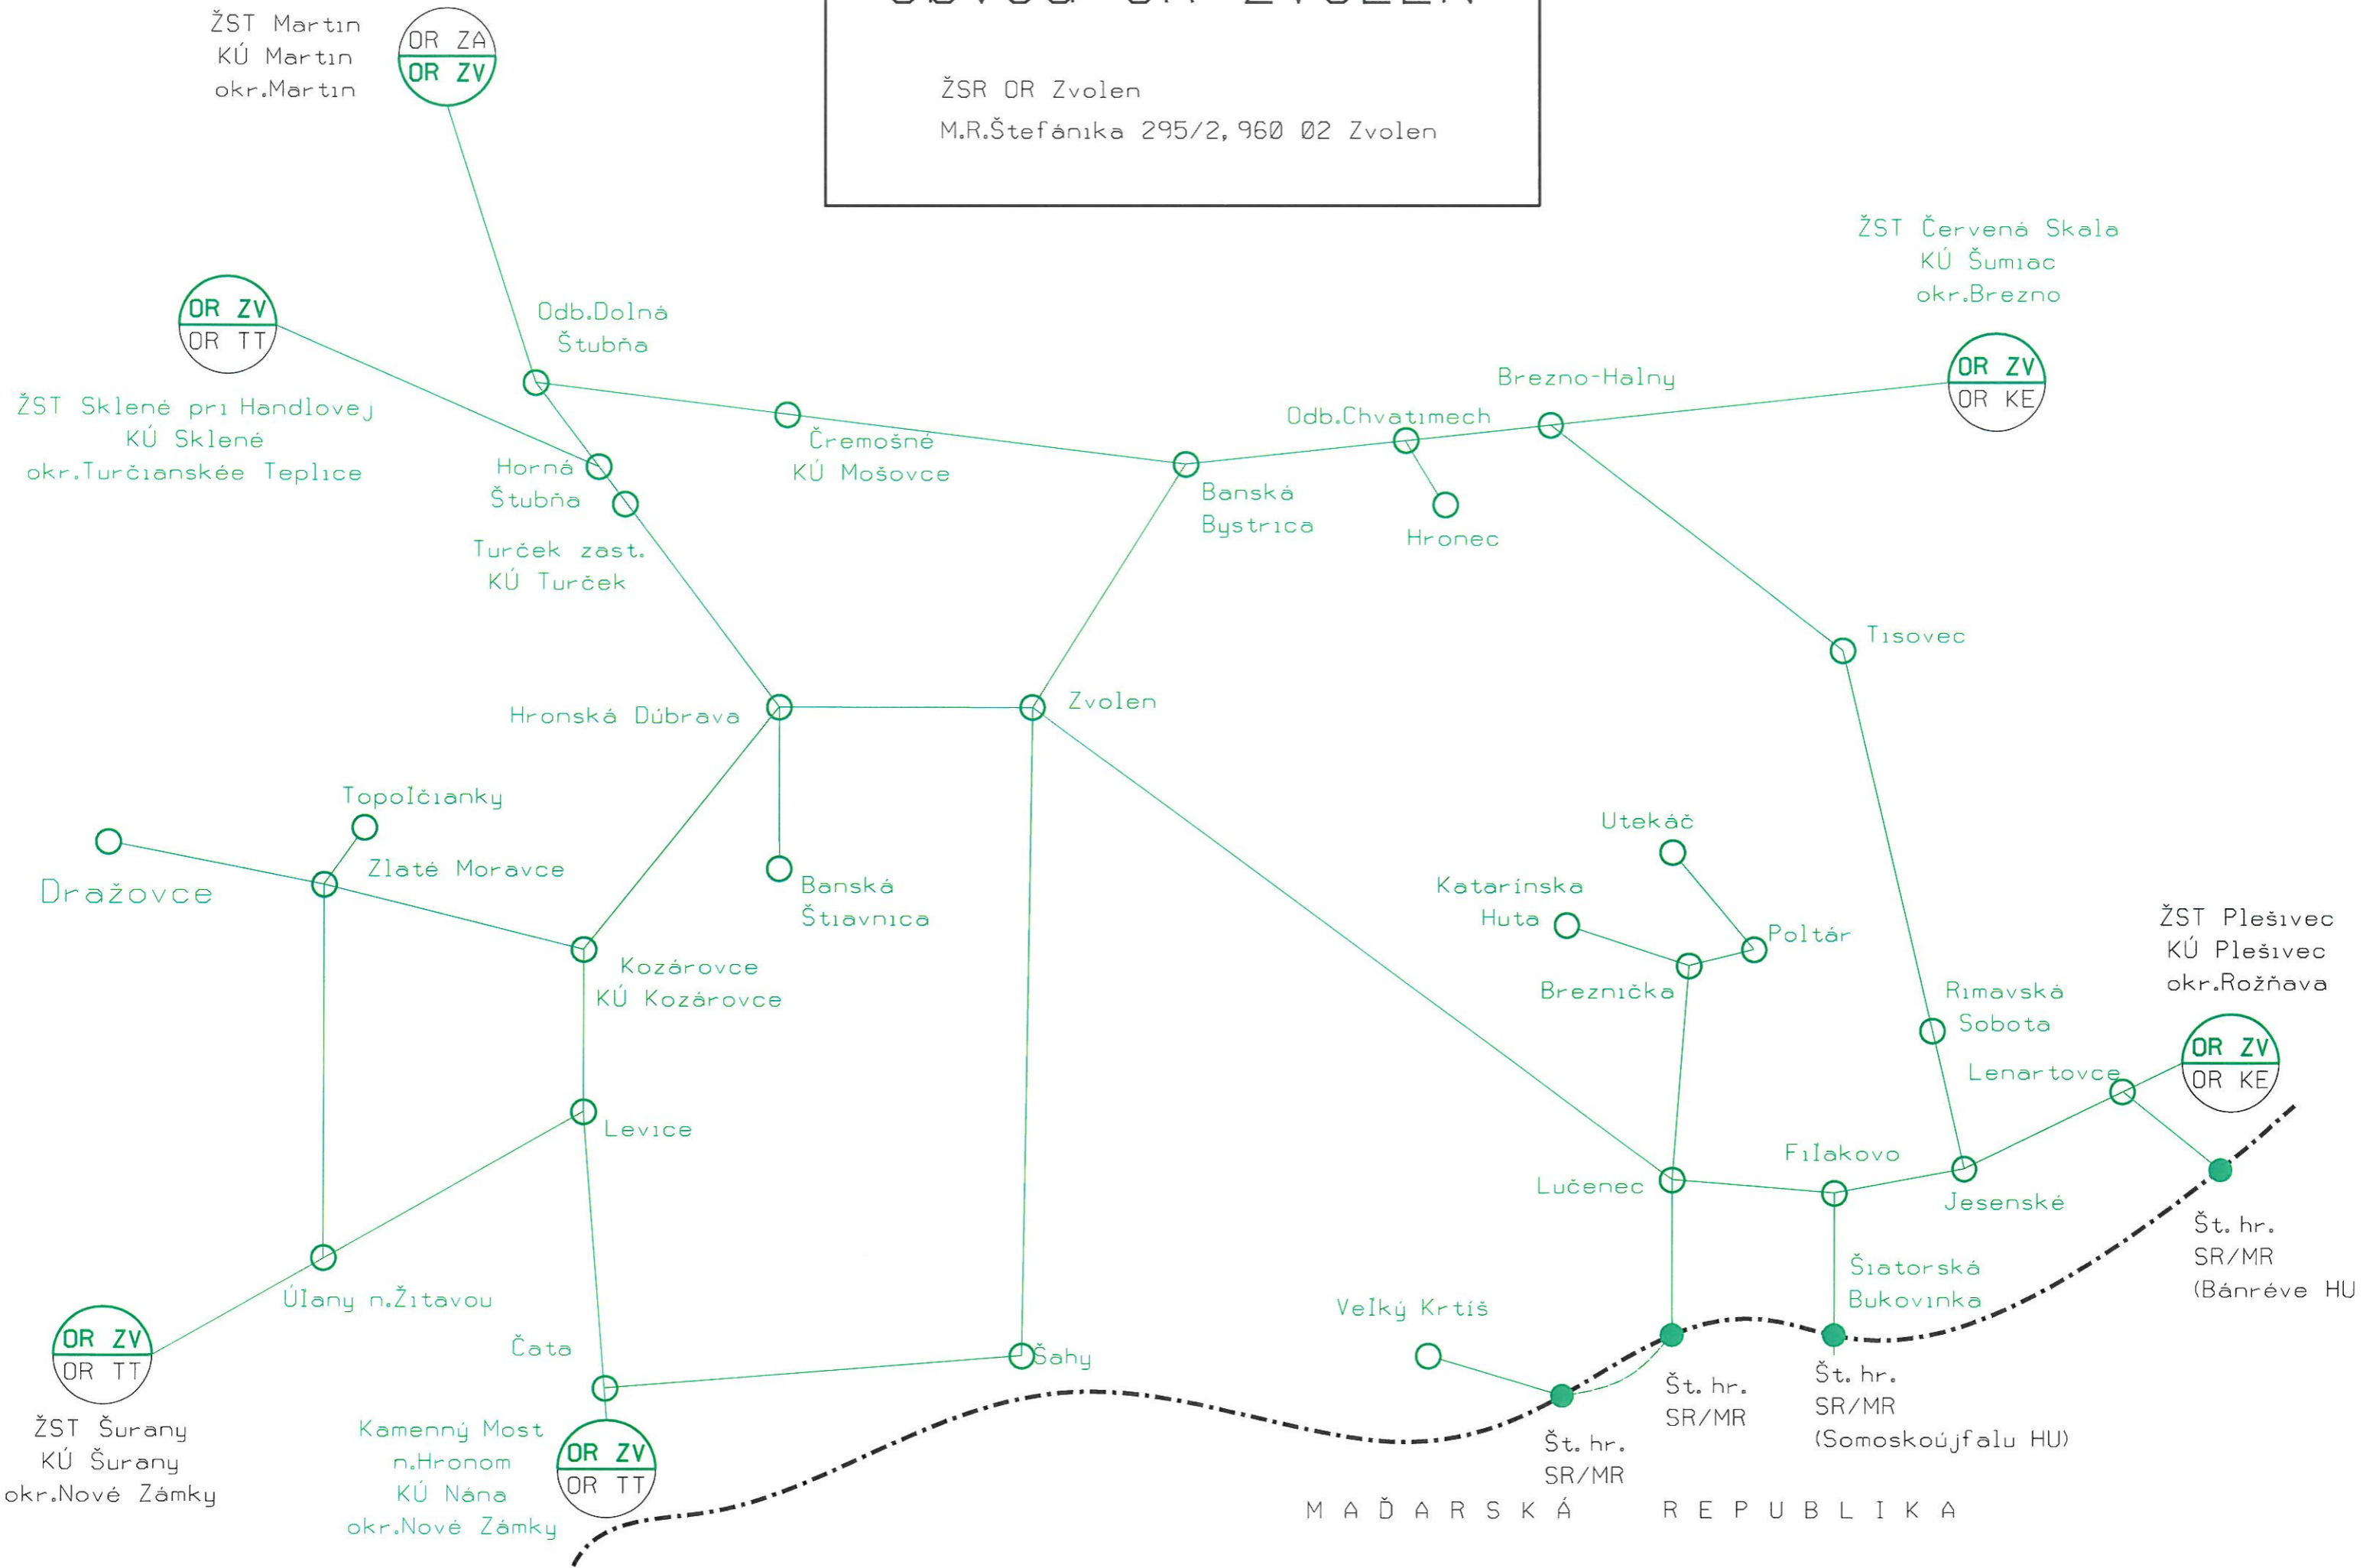 ŽST Martin
KÚ Martin
okr.Martin
OR ZA
OR ZV
ŽSR OR Zvolen
M.R.Štefánika 295/2, 960 02 Zvolen
ŽST Červená Skala
KÚ Šumiac
okr.Brezno
OR ZV
OR KE
OR ZV
OR TT
ŽST Sklené pri Handlovej
KÚ Sklené
okr.Turčianskée Teplice
Odb.Dolná
Štubňa
Čremošné
KÚ Mošovce
Horná
Štubňa
Turček zast.
KÚ Turček
Banská
Bystrica
Odb.Chvatimech
Brezno-Halny
Hronec
Tisovec
Hronská Dúbrava
Zvolen
Topoľčianky
Dražovce
Zlaté Moravce
Banská
Štiavnica
Kozárovce
KÚ Kozárovce
Utekáč
Katarínska
Huta
Poltár
Breznička
ŽST Plešivec
KÚ Plešivec
okr.Rožňava
OR ZV
OR KE
Rimavská
Sobota
Lenartovce
Levice
Lučenec
Fiľakovo
Jesenské
Št. hr.
SR/MR
(Bánréve HU
Šiatorská
Bukovinka
Úľany n.Žitavou
OR ZV
OR TT
ŽST Šurany
KÚ Šurany
okr.Nové Zámky
Čata
Šahy
Veľký Krtíš
Kamenný Most
n.Hronom
KÚ Nána
okr.Nové Zámky
OR ZV
OR TT
Št. hr.
SR/MR
Št. hr.
SR/MR
Št. hr.
SR/MR
(Somoskoújfalu HU)
MAĎARSKÁ REPUBLIKA